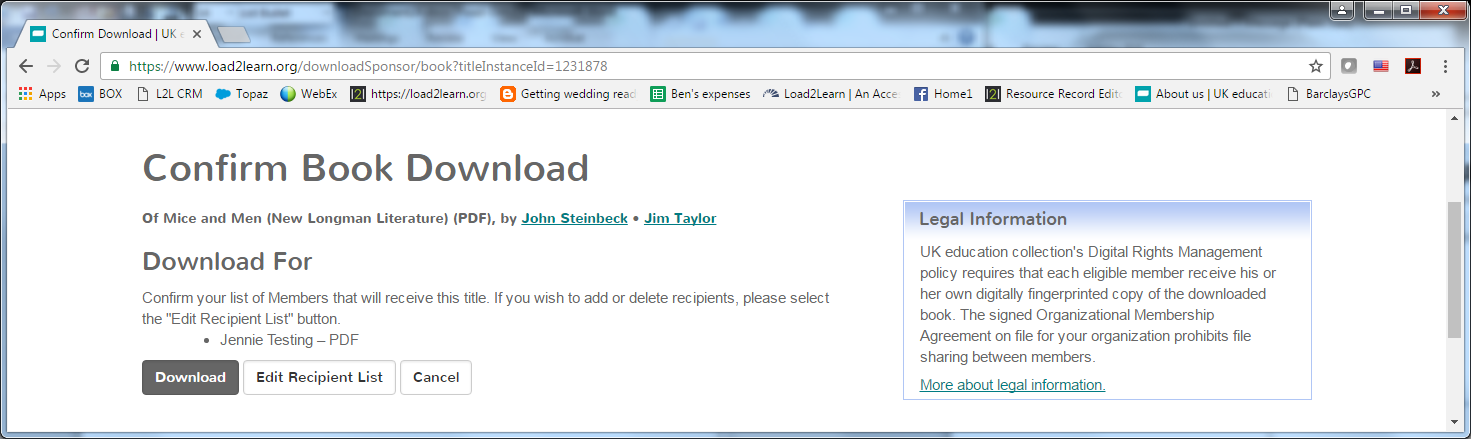 Confirm Download | UK e
https://www.load2learn.org/downloadSponsor/book?titleInstanceId=1231878
Apps BOX L2L CRM Topaz WebEx https://load2learn.org Getting wedding read Ben's expenses Load2Learn | An Acce Home1 Resource Record Edito About us | UK educati BarclaysGPC »
Confirm Book Download
Of Mice and Men (New Longman Literature) (PDF), by John Steinbeck • Jim Taylor
Download For
Confirm your list of Members that will receive this title. If you wish to add or delete recipients, please select
the "Edit Recipient List" button.
• Jennie Testing – PDF
Download Edit Recipient List Cancel
Legal Information
UK education collection's Digital Rights Management
policy requires that each eligible member receive his or
her own digitally fingerprinted copy of the downloaded
book. The signed Organizational Membership
Agreement on file for your organization prohibits file
sharing between members.
More about legal information.